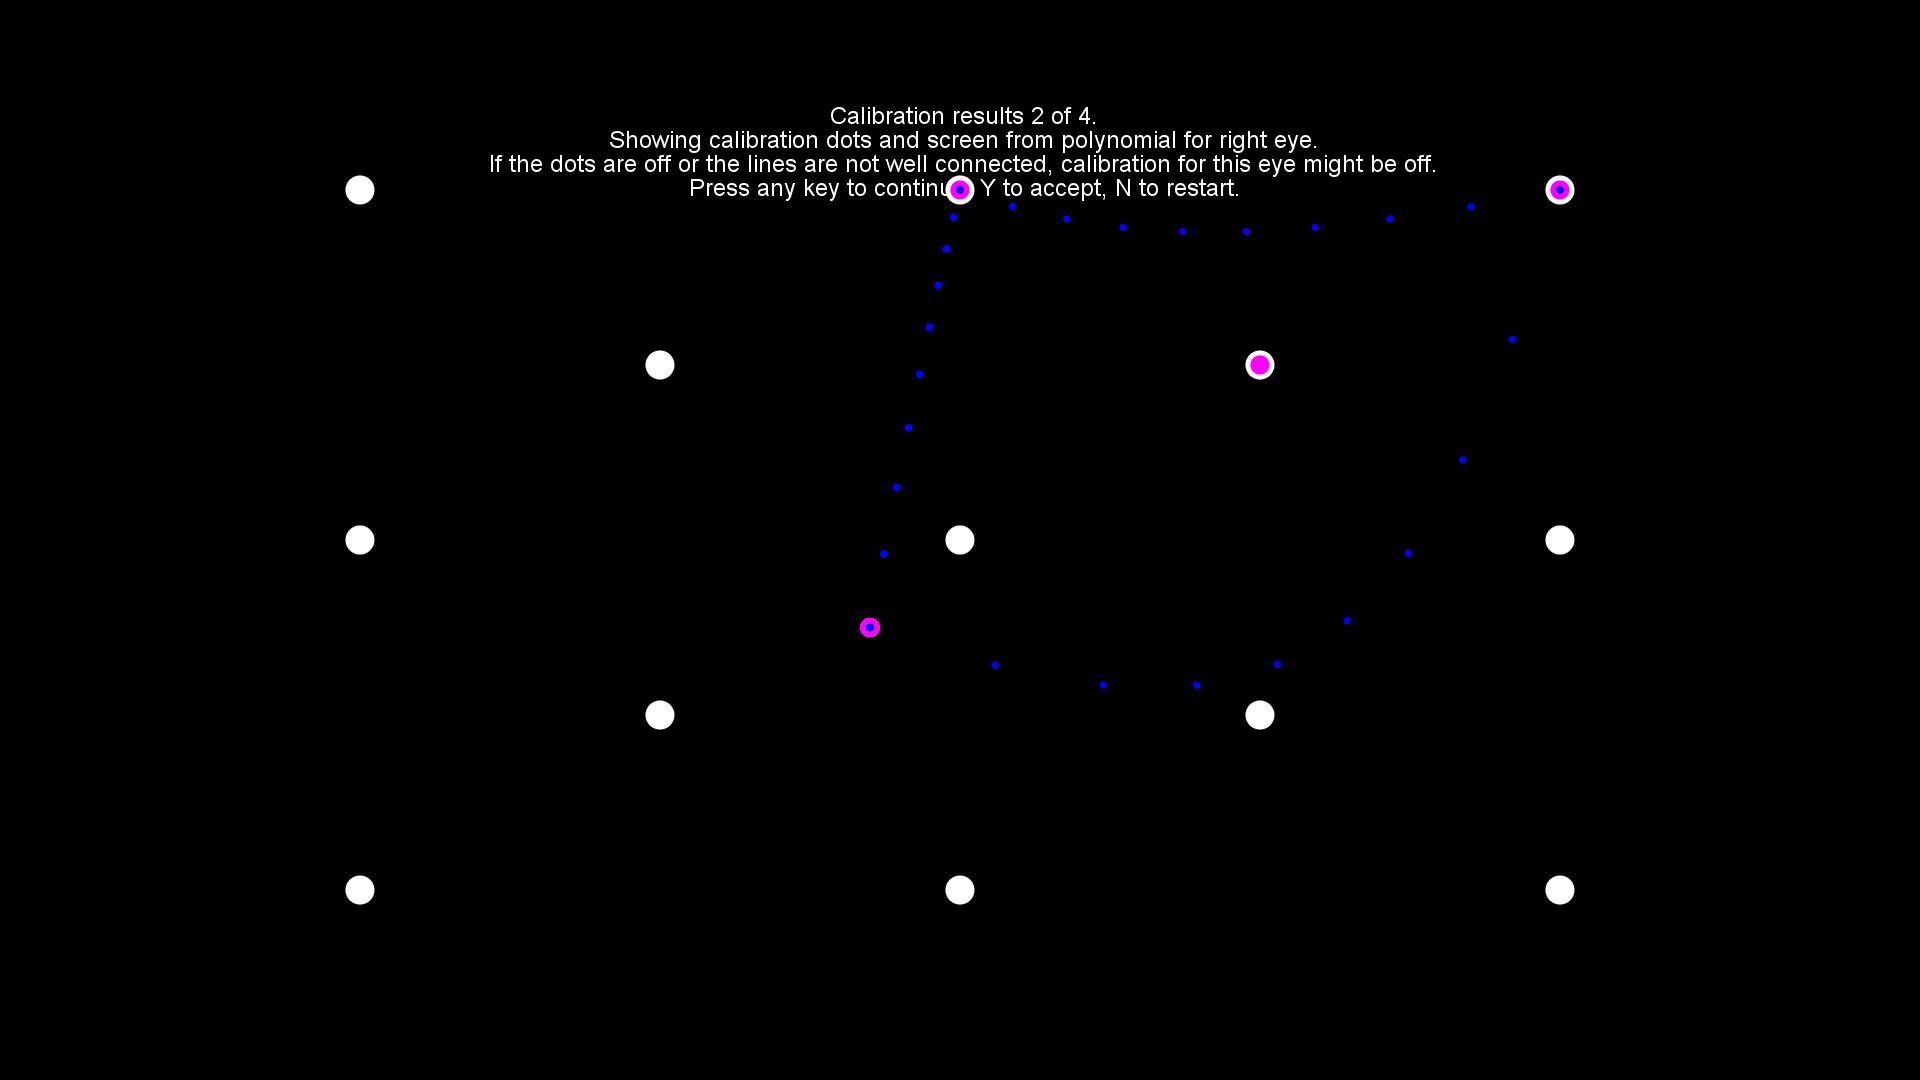 Calibration results 2 of 4.
Showing calibration dots and screen from polynomial for right eye.
If the dots are off or the lines are not well connected, calibration for this eye might be off.
Press any key to continu Y to accept, N to restart.